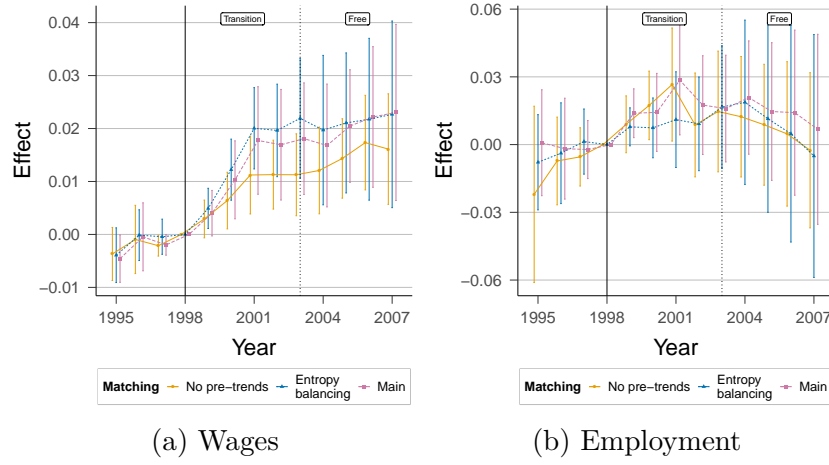 Transition
Free
0.04
0.03
0.02
0.01
0.00
−0.01
Effect
1995
1998
2001
2004
2007
Year
Matching
No pre−trends
Entropy
balancing
Main
(a) Wages
Transition
Free
0.06
0.03
0.00
−0.03
−0.06
Effect
1995
1998
2001
2004
2007
Year
Matching
No pre−trends
Entropy
balancing
Main
(b) Employment